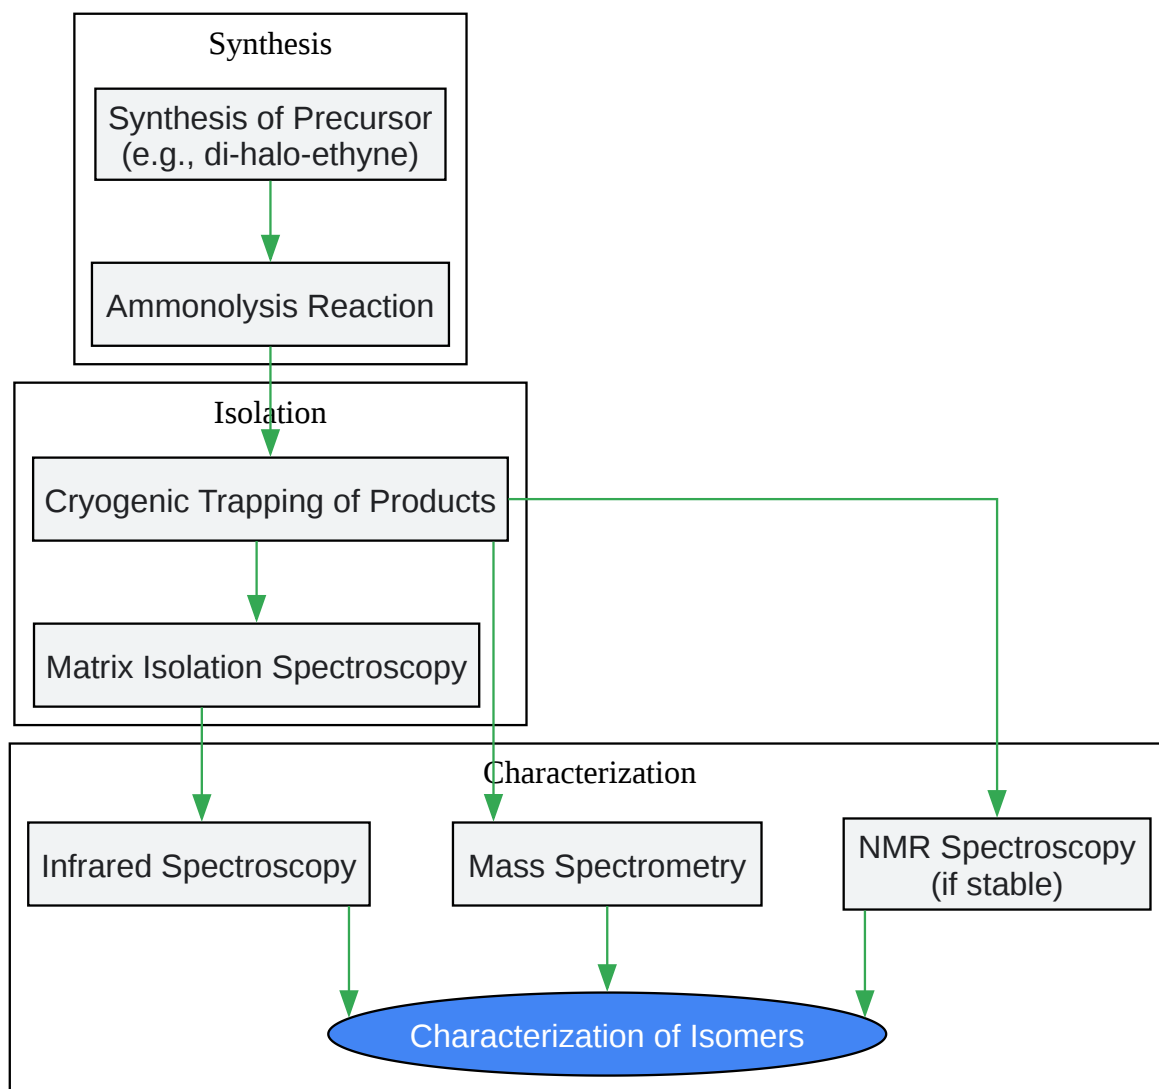 Synthesis
Synthesis of Precursor
(e.g., di-halo-ethyne)
Ammonolysis Reaction
Isolation
Cryogenic Trapping of Products
Matrix Isolation Spectroscopy
Characterization
Infrared Spectroscopy
Mass Spectrometry
NMR Spectroscopy
(if stable)
Characterization of Isomers